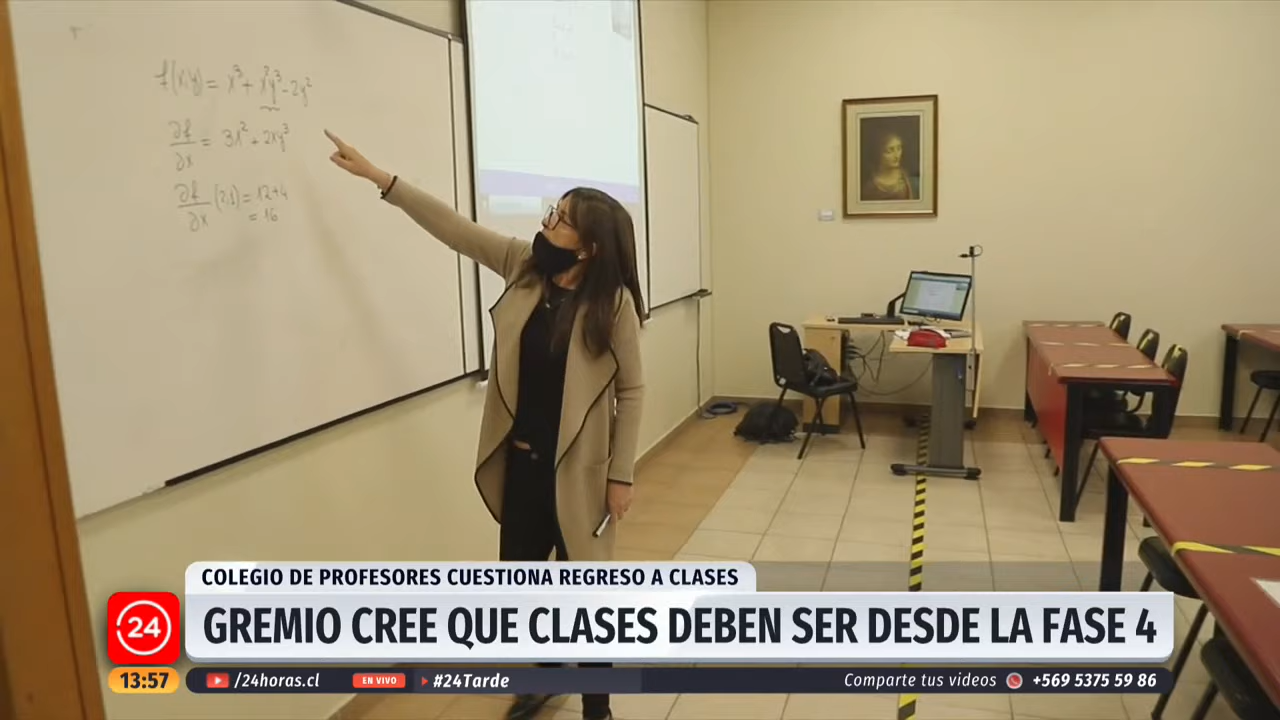 f(x,y) = x³ + x²y³ - 2y²
∂f/∂x = 3x² + 2xy³
∂f/∂x (2,1) = 12+4
= 16
COLEGIO DE PROFESORES CUESTIONA REGRESO A CLASES
24 GREMIO CREE QUE CLASES DEBEN SER DESDE LA FASE 4
13:57 /24horas.cl EN VIVO #24Tarde Comparte tus videos +569 5375 59 86